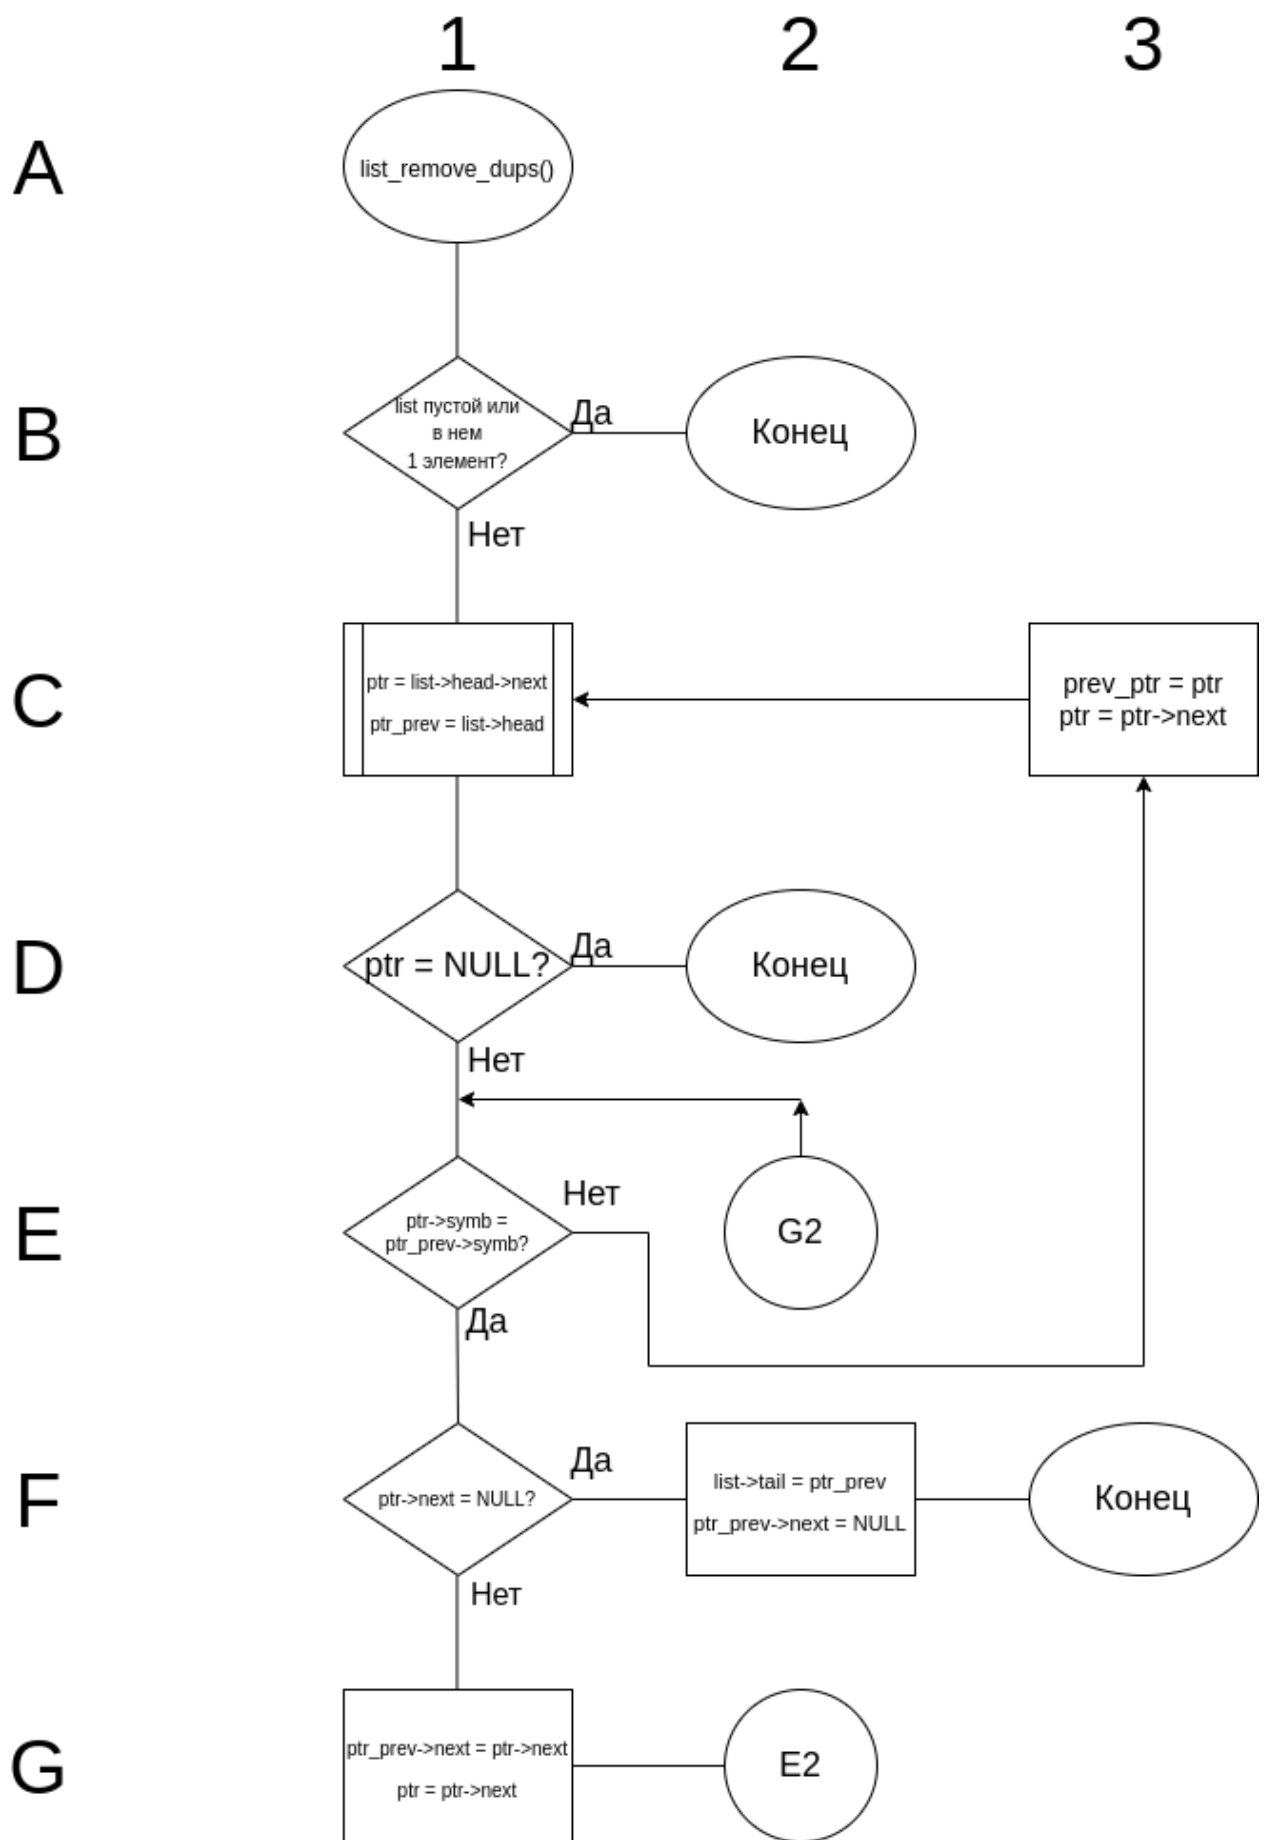 1 2 3
A
list_remove_dups()
B
list пустой или
в нем
1 элемент?
Да
Конец
Нет
C
ptr = list->head->next
ptr_prev = list->head
prev_ptr = ptr
ptr = ptr->next
D
ptr = NULL?
Да
Конец
Нет
E
ptr->symb =
ptr_prev->symb?
Нет
G2
Да
F
ptr->next = NULL?
Да
list->tail = ptr_prev
ptr_prev->next = NULL
Конец
Нет
G
ptr_prev->next = ptr->next
ptr = ptr->next
E2